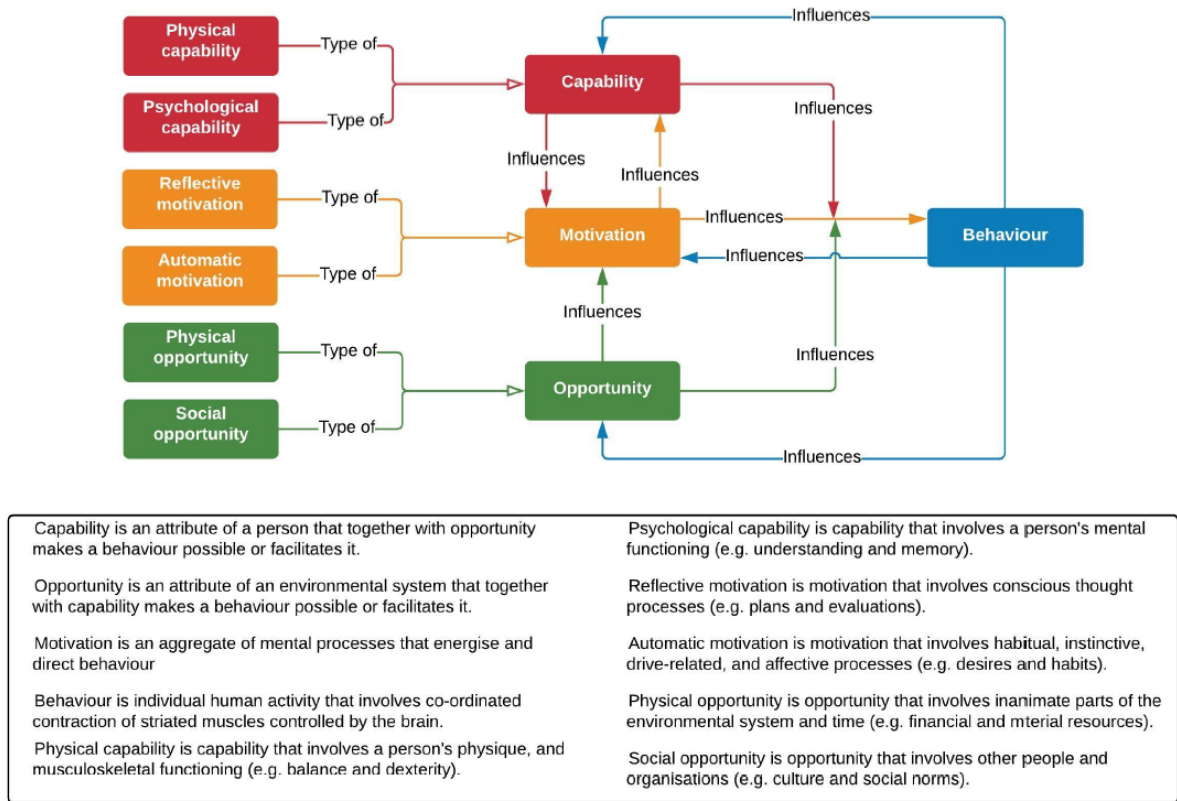 Influences
Physical
capability
Type of
Capability
Psychological
capability
Type of
Influences
Influences
Influences
Reflective
motivation
Type of
Motivation
Influences
Behaviour
Automatic
motivation
Type of
Influences
Influences
Physical
opportunity
Type of
Influences
Opportunity
Social
opportunity
Type of
Influences
Capability is an attribute of a person that together with opportunity
makes a behaviour possible or facilitates it.
Opportunity is an attribute of an environmental system that together
with capability makes a behaviour possible or facilitates it.
Motivation is an aggregate of mental processes that energise and
direct behaviour
Behaviour is individual human activity that involves co-ordinated
contraction of striated muscles controlled by the brain.
Physical capability is capability that involves a person's physique, and
musculoskeletal functioning (e.g. balance and dexterity).
Psychological capability is capability that involves a person's mental
functioning (e.g. understanding and memory).
Reflective motivation is motivation that involves conscious thought
processes (e.g. plans and evaluations).
Automatic motivation is motivation that involves habitual, instinctive,
drive-related, and affective processes (e.g. desires and habits).
Physical opportunity is opportunity that involves inanimate parts of the
environmental system and time (e.g. financial and mterial resources).
Social opportunity is opportunity that involves other people and
organisations (e.g. culture and social norms).